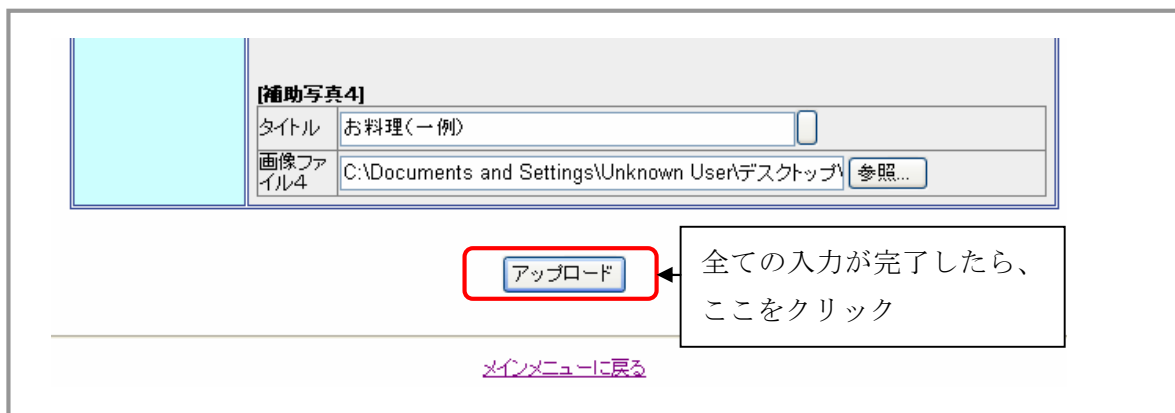 [補助写真4]
タイトル お料理(一例)
画像ファ
イル4 C:\Documents and Settings\Unknown User\デスクトップ\ 参照...
アップロード
全ての入力が完了したら、
ここをクリック
メインメニューに戻る